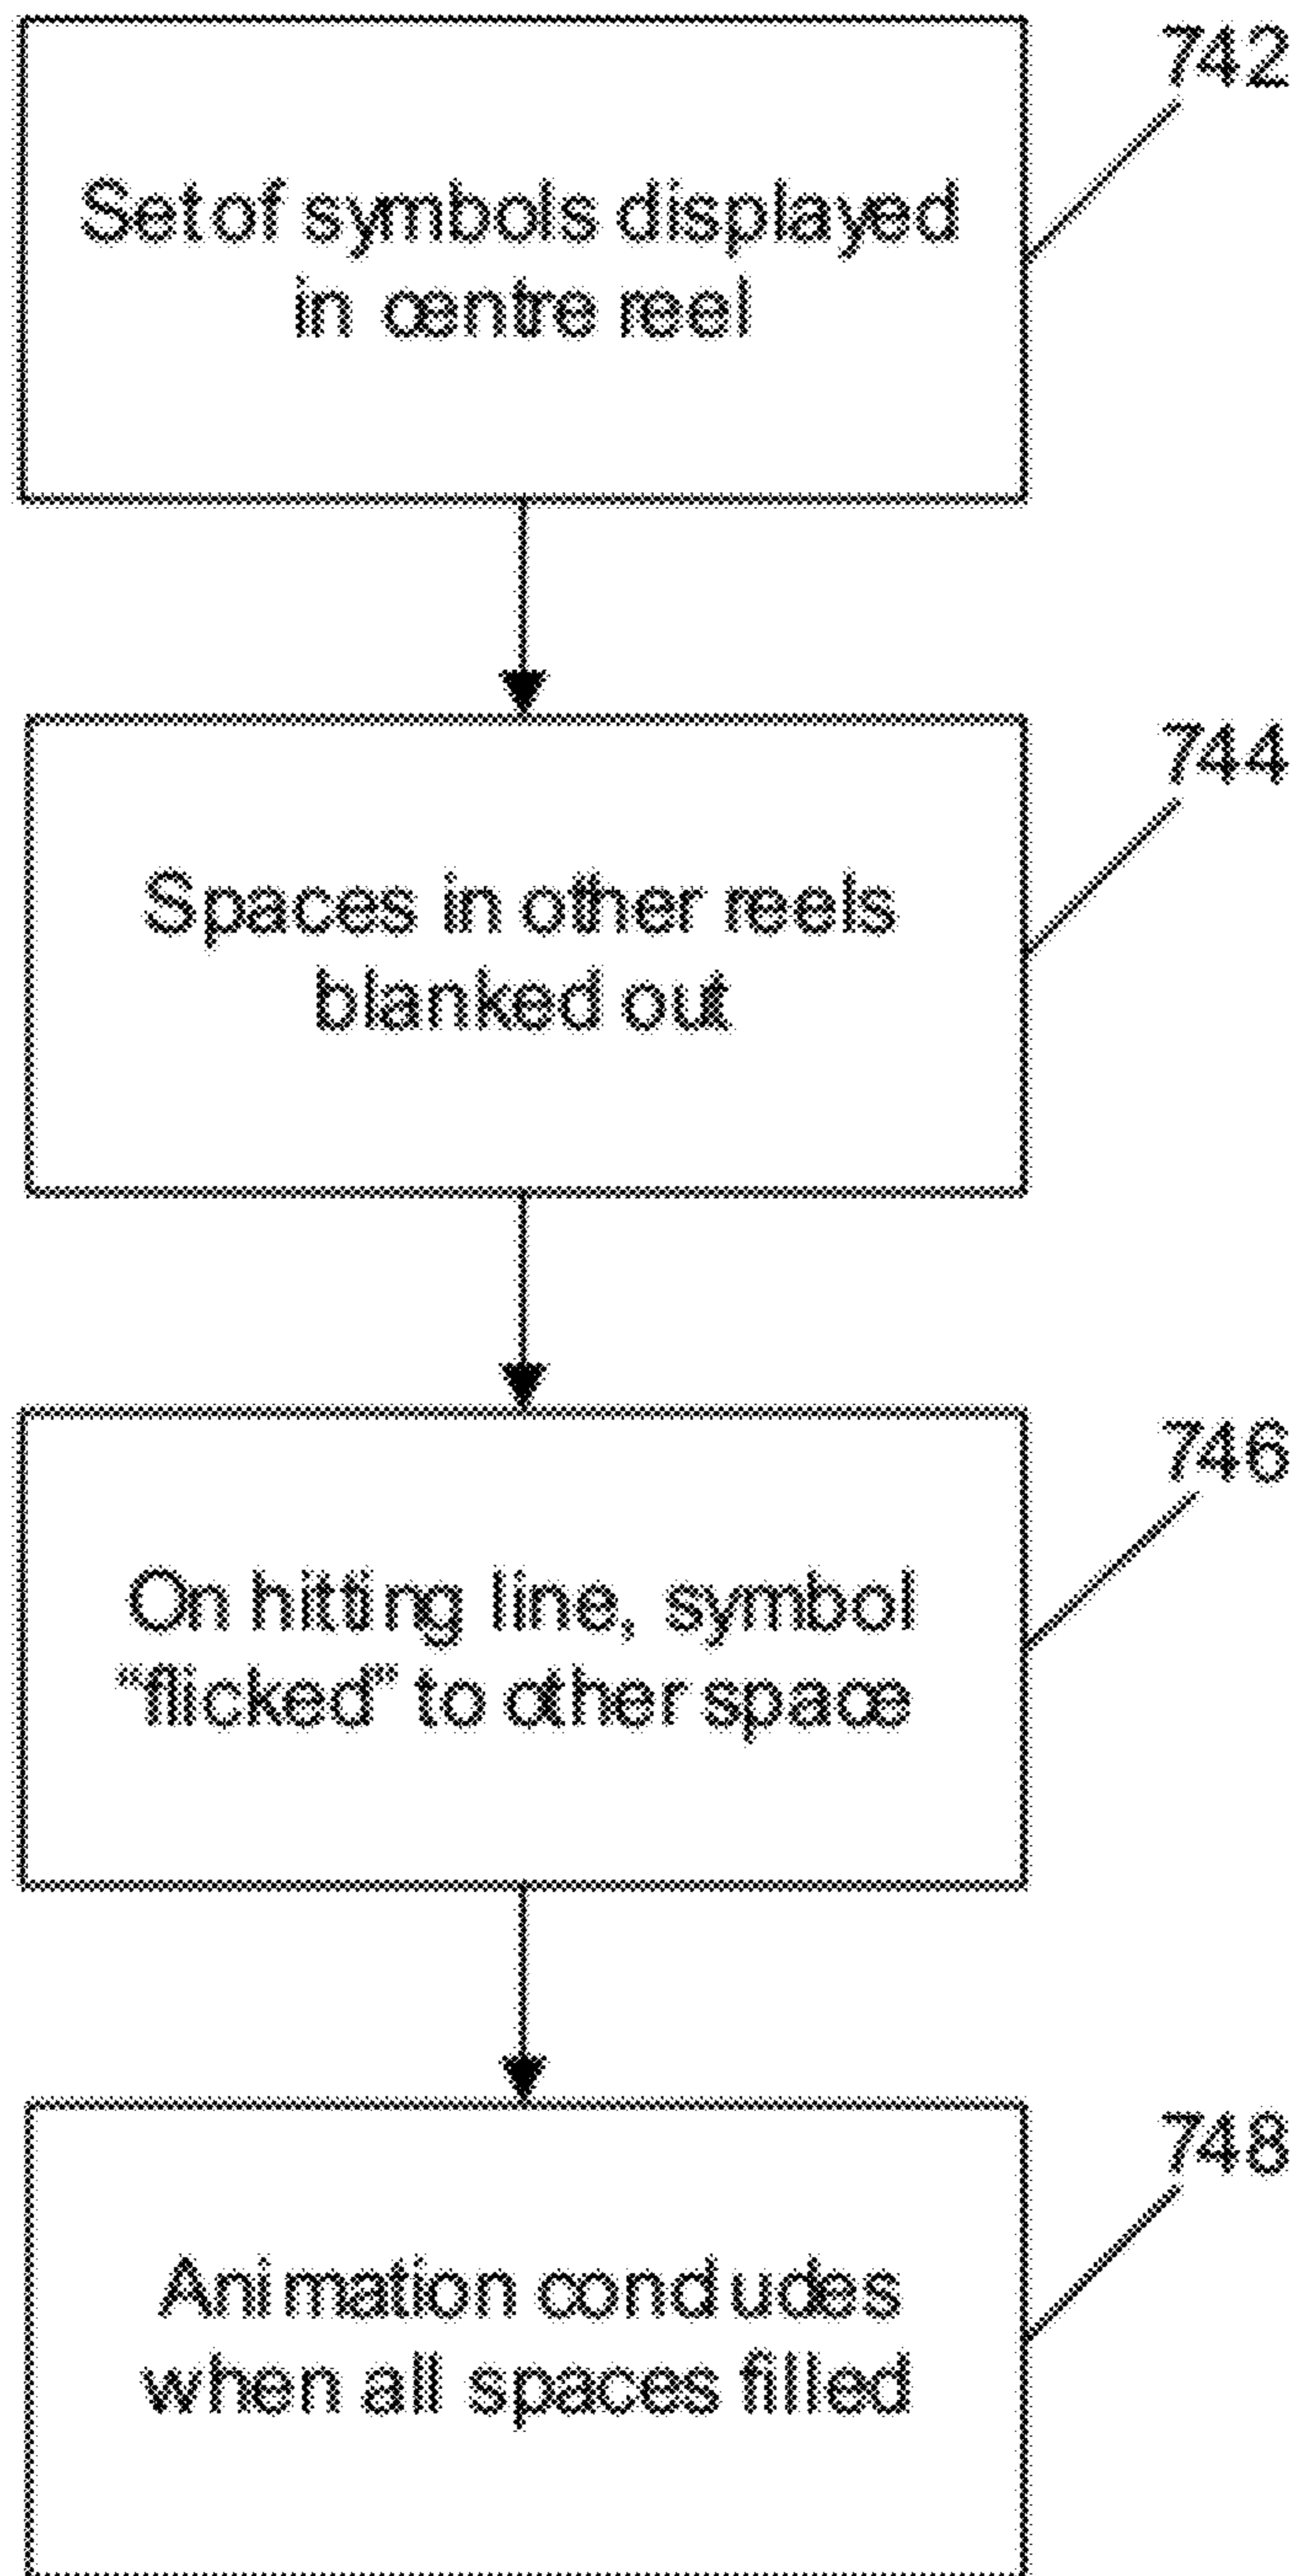 742
Set of symbols displayed
in centre reel
744
Spaces in other reels
blanked out
746
On hitting line, symbol
“flicked” to other space
748
Animation concludes
when all spaces filled